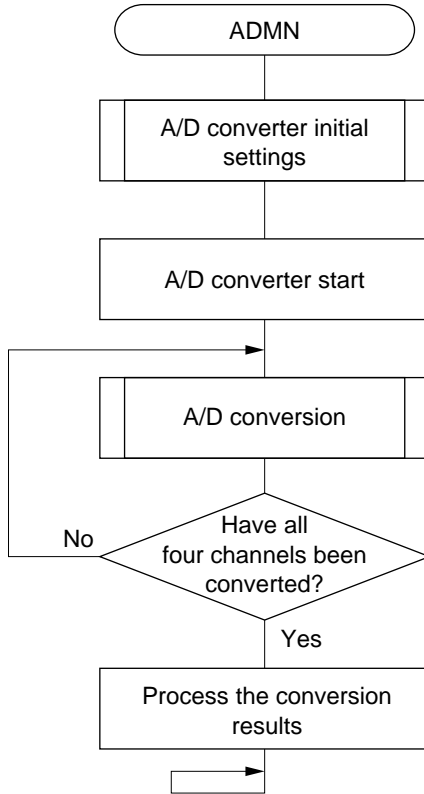 ADMN
A/D converter initial
settings
A/D converter start
A/D conversion
No
Have all
four channels been
converted?
Yes
Process the conversion
results